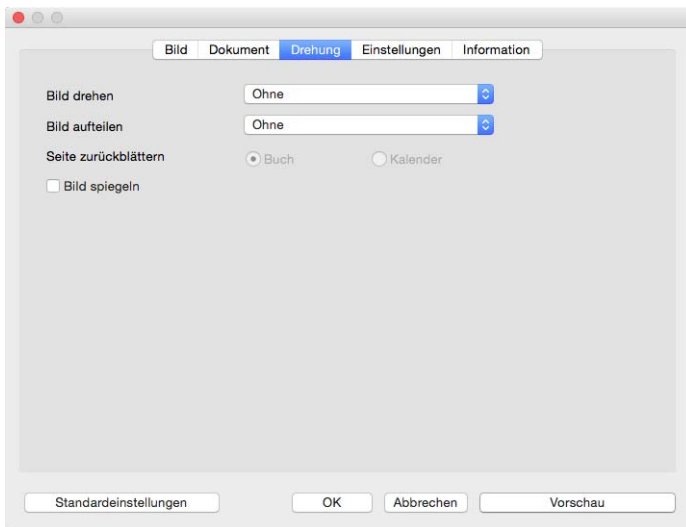 Bild Dokument Drehung Einstellungen Information
Bild drehen Ohne
Bild aufteilen Ohne
Seite zurückblättern Buch Kalender
Bild spiegeln
Standardeinstellungen OK Abbrechen Vorschau